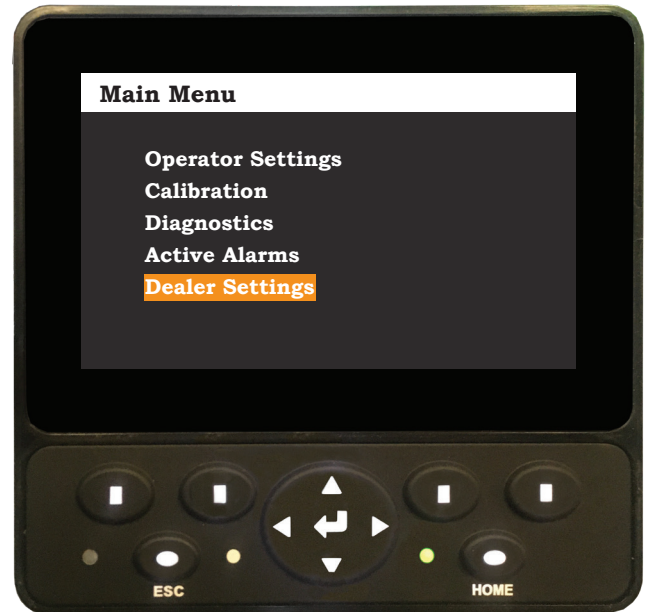 Main Menu
Operator Settings
Calibration
Diagnostics
Active Alarms
Dealer Settings
ESC
HOME